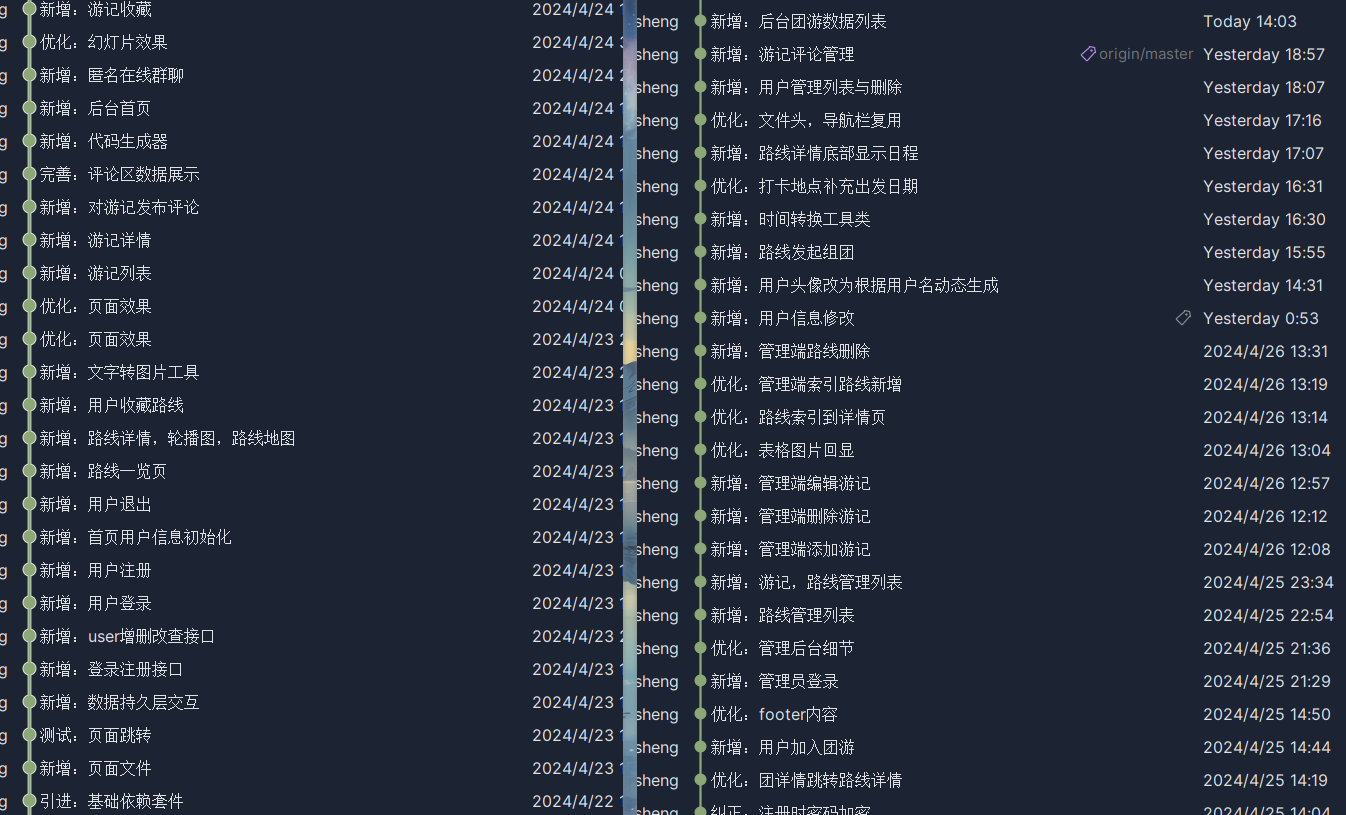 新增：游记收藏 2024/4/24
优化：幻灯片效果 2024/4/24
新增：匿名在线群聊 2024/4/24
新增：后台首页 2024/4/24
新增：代码生成器 2024/4/24
完善：评论区数据展示 2024/4/24
新增：对游记发布评论 2024/4/24
新增：游记详情 2024/4/24
新增：游记列表 2024/4/24
优化：页面效果 2024/4/24
优化：页面效果 2024/4/23
新增：文字转图片工具 2024/4/23
新增：用户收藏路线 2024/4/23
新增：路线详情，轮播图，路线地图 2024/4/23
新增：路线一览页 2024/4/23
新增：用户退出 2024/4/23
新增：首页用户信息初始化 2024/4/23
新增：用户注册 2024/4/23
新增：用户登录 2024/4/23
新增：user增删改查接口 2024/4/23
新增：登录注册接口 2024/4/23
新增：数据持久层交互 2024/4/23
测试：页面跳转 2024/4/23
新增：页面文件 2024/4/23
引进：基础依赖套件 2024/4/22
sheng 新增：后台团游数据列表 Today 14:03
sheng 新增：游记评论管理 origin/master Yesterday 18:57
sheng 新增：用户管理列表与删除 Yesterday 18:07
sheng 优化：文件头，导航栏复用 Yesterday 17:16
sheng 新增：路线详情底部显示日程 Yesterday 17:07
sheng 优化：打卡地点补充出发日期 Yesterday 16:31
sheng 新增：时间转换工具类 Yesterday 16:30
sheng 新增：路线发起组团 Yesterday 15:55
sheng 新增：用户头像改为根据用户名动态生成 Yesterday 14:31
sheng 新增：用户信息修改 Yesterday 0:53
sheng 新增：管理端路线删除 2024/4/26 13:31
sheng 优化：管理端索引路线新增 2024/4/26 13:19
sheng 优化：路线索引到详情页 2024/4/26 13:14
sheng 优化：表格图片回显 2024/4/26 13:04
sheng 新增：管理端编辑游记 2024/4/26 12:57
sheng 新增：管理端删除游记 2024/4/26 12:12
sheng 新增：管理端添加游记 2024/4/26 12:08
sheng 新增：游记，路线管理列表 2024/4/25 23:34
sheng 新增：路线管理列表 2024/4/25 22:54
sheng 优化：管理后台细节 2024/4/25 21:36
sheng 新增：管理员登录 2024/4/25 21:29
sheng 优化：footer内容 2024/4/25 14:50
sheng 新增：用户加入团游 2024/4/25 14:44
sheng 优化：团详情跳转路线详情 2024/4/25 14:19
sheng 纠正：注册时密码加密 2024/4/25 14:04